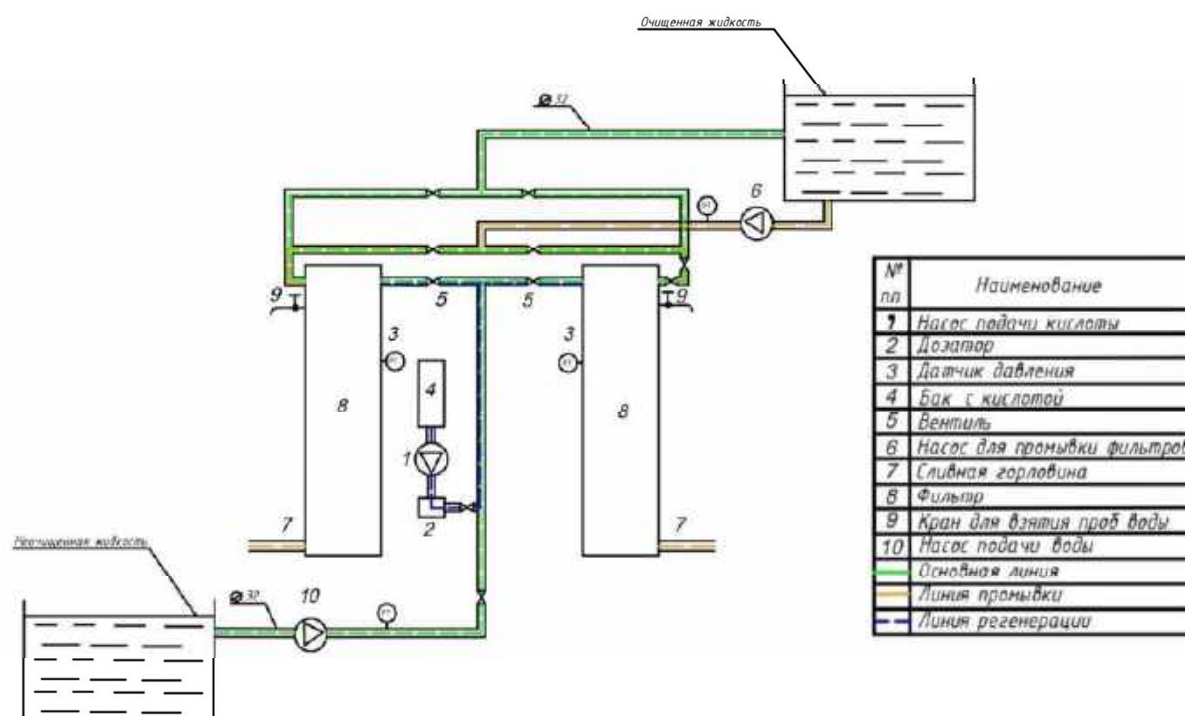 Очищенная жидкость
⌀ 32
6
9
5
5
9
3
3
4
8
8
1
2
7
7
Неочищенная жидкость
⌀ 32
10
№ пп Наименование
1 Насос подачи кислоты
2 Дозатор
3 Датчик давления
4 Бак с кислотой
5 Вентиль
6 Насос для промывки фильтров
7 Сливная горловина
8 Фильтр
9 Кран для взятия проб воды
10 Насос подачи воды
Основная линия
Линия промывки
Линия регенерации